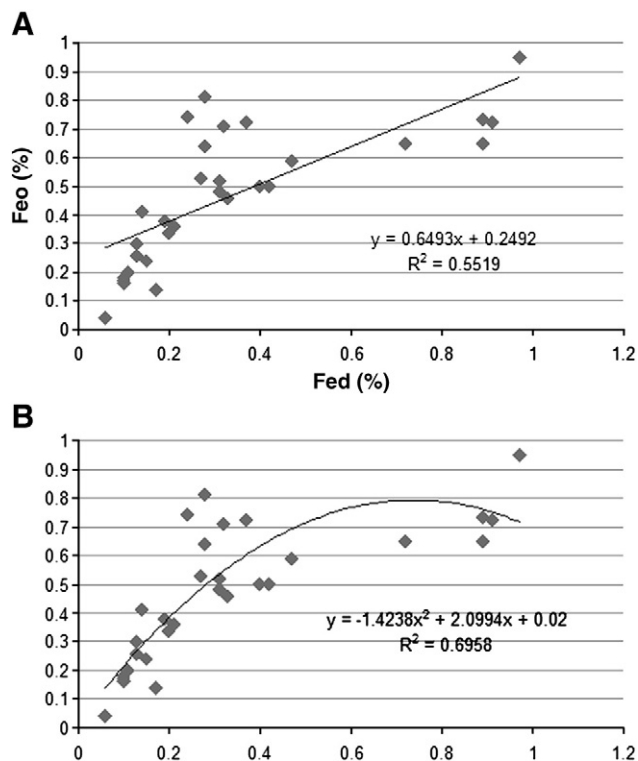 A
1
0.9
0.8
0.7
0.6
0.5
0.4
0.3
0.2
0.1
0
Feo (%)
y = 0.6493x + 0.2492
R² = 0.5519
0 0.2 0.4 0.6 0.8 1 1.2
Fed (%)
B
1
0.9
0.8
0.7
0.6
0.5
0.4
0.3
0.2
0.1
0
y = -1.4238x² + 2.0994x + 0.02
R² = 0.6958
0 0.2 0.4 0.6 0.8 1 1.2